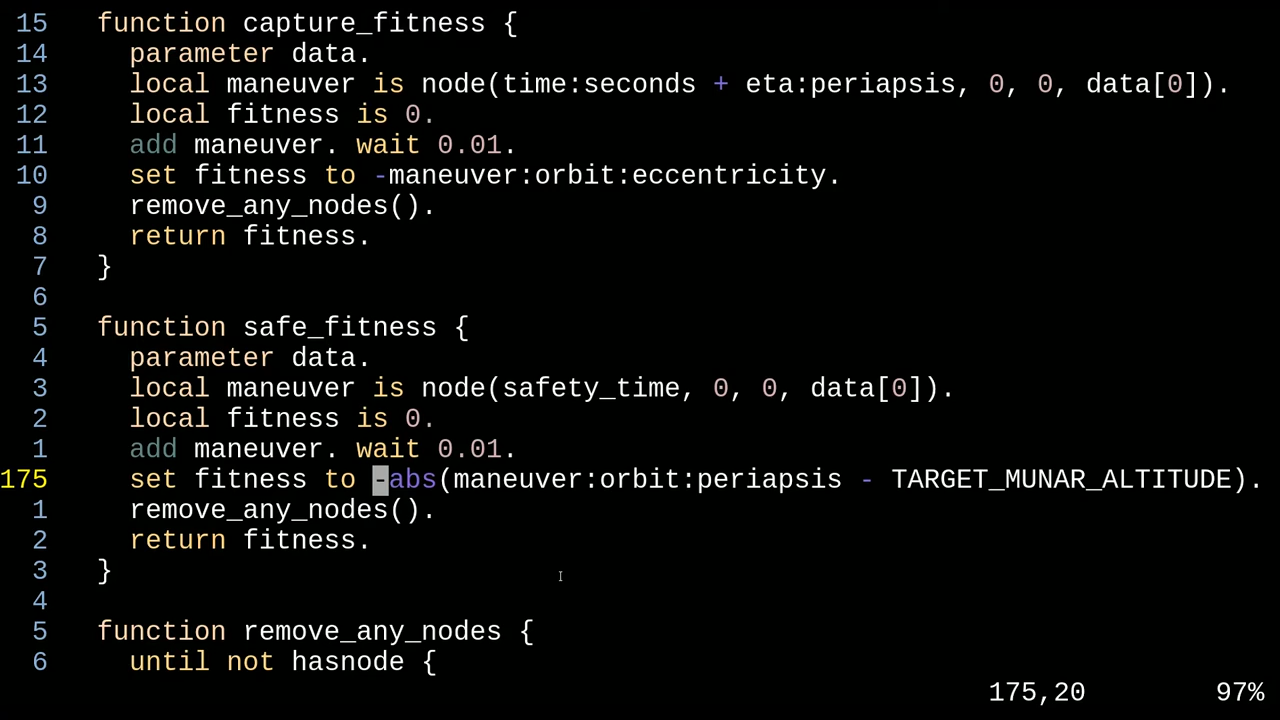 15 function capture_fitness {
14 parameter data.
13 local maneuver is node(time:seconds + eta:periapsis, 0, 0, data[0]).
12 local fitness is 0.
11 add maneuver. wait 0.01.
10 set fitness to -maneuver:orbit:eccentricity.
9 remove_any_nodes().
8 return fitness.
7 }
6
5 function safe_fitness {
4 parameter data.
3 local maneuver is node(safety_time, 0, 0, data[0]).
2 local fitness is 0.
1 add maneuver. wait 0.01.
175 set fitness to -abs(maneuver:orbit:periapsis - TARGET_MUNAR_ALTITUDE).
1 remove_any_nodes().
2 return fitness.
3 }
4
5 function remove_any_nodes {
6 until not hasnode {
175,20 97%